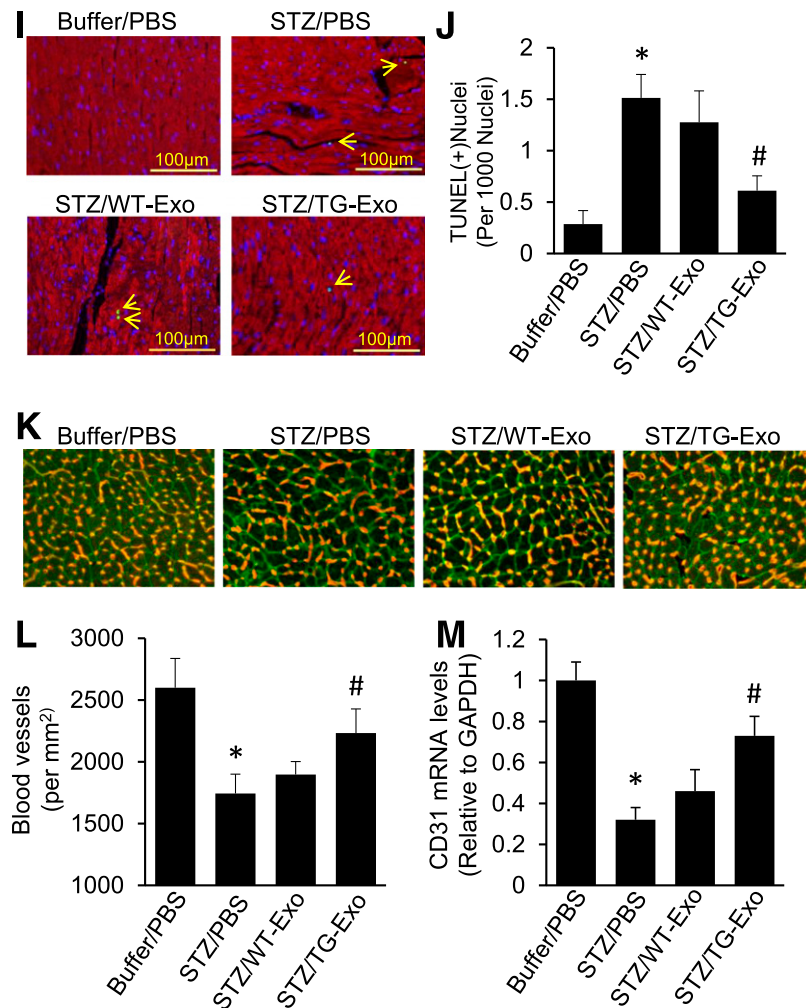 I
Buffer/PBS
STZ/PBS
100μm
100μm
STZ/WT-Exo
STZ/TG-Exo
100μm
100μm
J
TUNEL(+)Nuclei
(Per 1000 Nuclei)
2
1.5
1
0.5
0
*
#
Buffer/PBS
STZ/PBS
STZ/WT-Exo
STZ/TG-Exo
K
Buffer/PBS
STZ/PBS
STZ/WT-Exo
STZ/TG-Exo
L
Blood vessels
(per mm²)
3000
2500
2000
1500
1000
*
#
Buffer/PBS
STZ/PBS
STZ/WT-Exo
STZ/TG-Exo
M
CD31 mRNA levels
(Relative to GAPDH)
1.2
1
0.8
0.6
0.4
0.2
0
*
#
Buffer/PBS
STZ/PBS
STZ/WT-Exo
STZ/TG-Exo